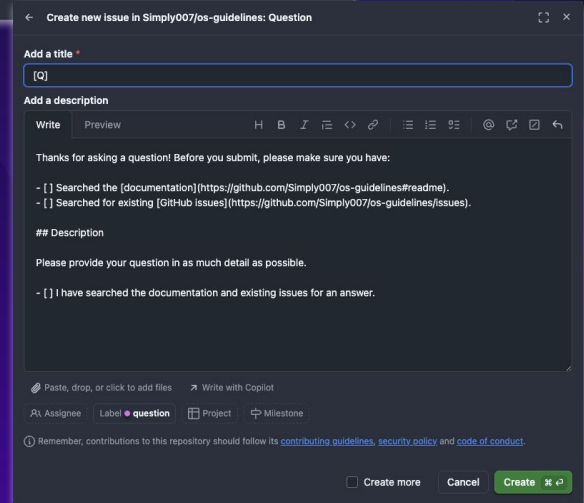 Create new issue in Simply007/os-guidelines: Question
Add a title *
[Q]
Add a description
Write Preview
Thanks for asking a question! Before you submit, please make sure you have:
- [ ] Searched the [documentation](https://github.com/Simply007/os-guidelines#readme).
- [ ] Searched for existing [GitHub issues](https://github.com/Simply007/os-guidelines/issues).
## Description
Please provide your question in as much detail as possible.
- [ ] I have searched the documentation and existing issues for an answer.
Paste, drop, or click to add files Write with Copilot
Assignee Label question Project Milestone
Remember, contributions to this repository should follow its contributing guidelines, security policy and code of conduct.
Create more Cancel Create ⌘ ⏎